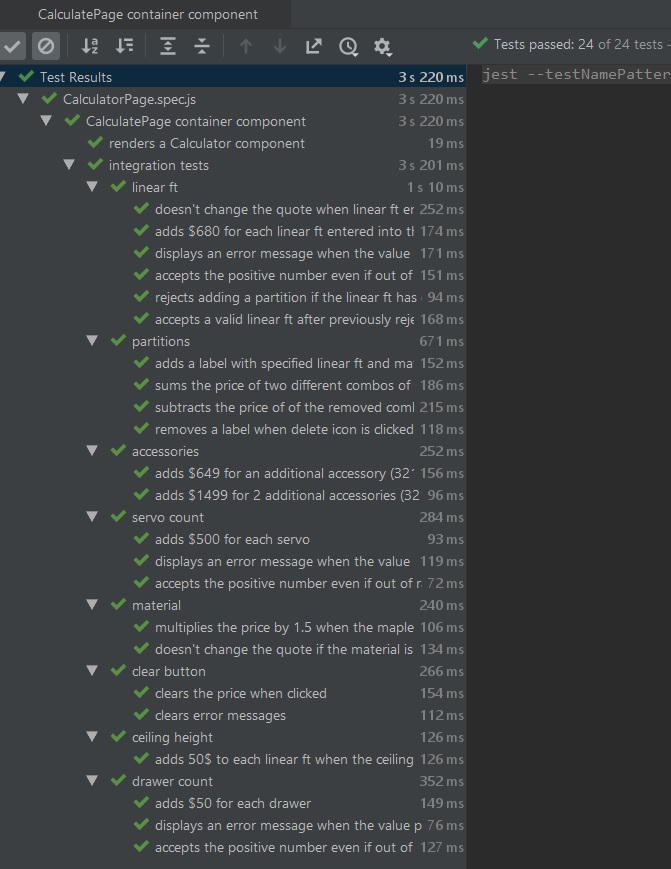 CalculatePage container component
Tests passed: 24 of 24 tests –
Test Results 3 s 220 ms
jest --testNamePatter
CalculatorPage.spec.js 3 s 220 ms
CalculatePage container component 3 s 220 ms
renders a Calculator component 19 ms
integration tests 3 s 201 ms
linear ft 1 s 10 ms
doesn't change the quote when linear ft er 252 ms
adds $680 for each linear ft entered into th 174 ms
displays an error message when the value 171 ms
accepts the positive number even if out of 151 ms
rejects adding a partition if the linear ft has 94 ms
accepts a valid linear ft after previously reje 168 ms
partitions 671 ms
adds a label with specified linear ft and ma 152 ms
sums the price of two different combos of 186 ms
subtracts the price of of the removed coml 215 ms
removes a label when delete icon is clicked 118 ms
accessories 252 ms
adds $649 for an additional accessory (321 156 ms
adds $1499 for 2 additional accessories (32 96 ms
servo count 284 ms
adds $500 for each servo 93 ms
displays an error message when the value 119 ms
accepts the positive number even if out of r 72 ms
material 240 ms
multiplies the price by 1.5 when the maple 106 ms
doesn't change the quote if the material is 134 ms
clear button 266 ms
clears the price when clicked 154 ms
clears error messages 112 ms
ceiling height 126 ms
adds 50$ to each linear ft when the ceiling 126 ms
drawer count 352 ms
adds $50 for each drawer 149 ms
displays an error message when the value p 76 ms
accepts the positive number even if out of 127 ms